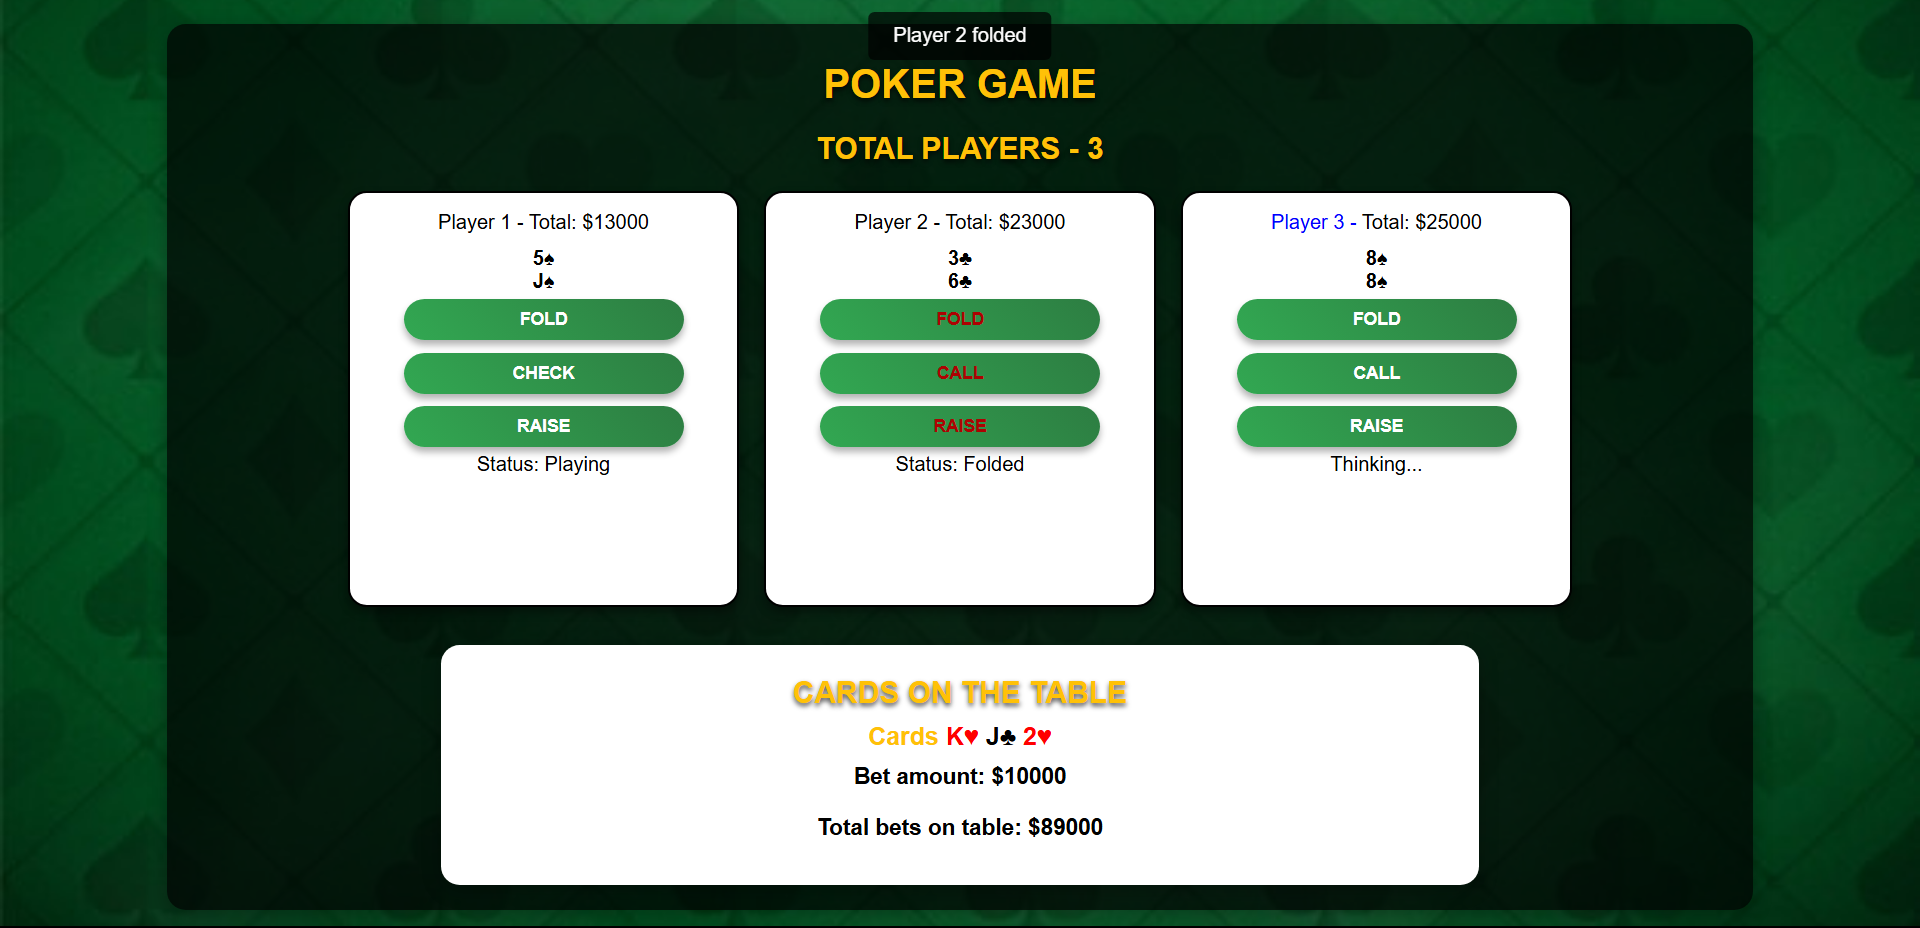 Player 2 folded
POKER GAME
TOTAL PLAYERS - 3
Player 1 - Total: $13000
5♠
J♠
FOLD
CHECK
RAISE
Status: Playing
Player 2 - Total: $23000
3♣
6♣
FOLD
CALL
RAISE
Status: Folded
Player 3 - Total: $25000
8♠
8♠
FOLD
CALL
RAISE
Thinking...
CARDS ON THE TABLE
Cards K♥ J♣ 2♥
Bet amount: $10000
Total bets on table: $89000